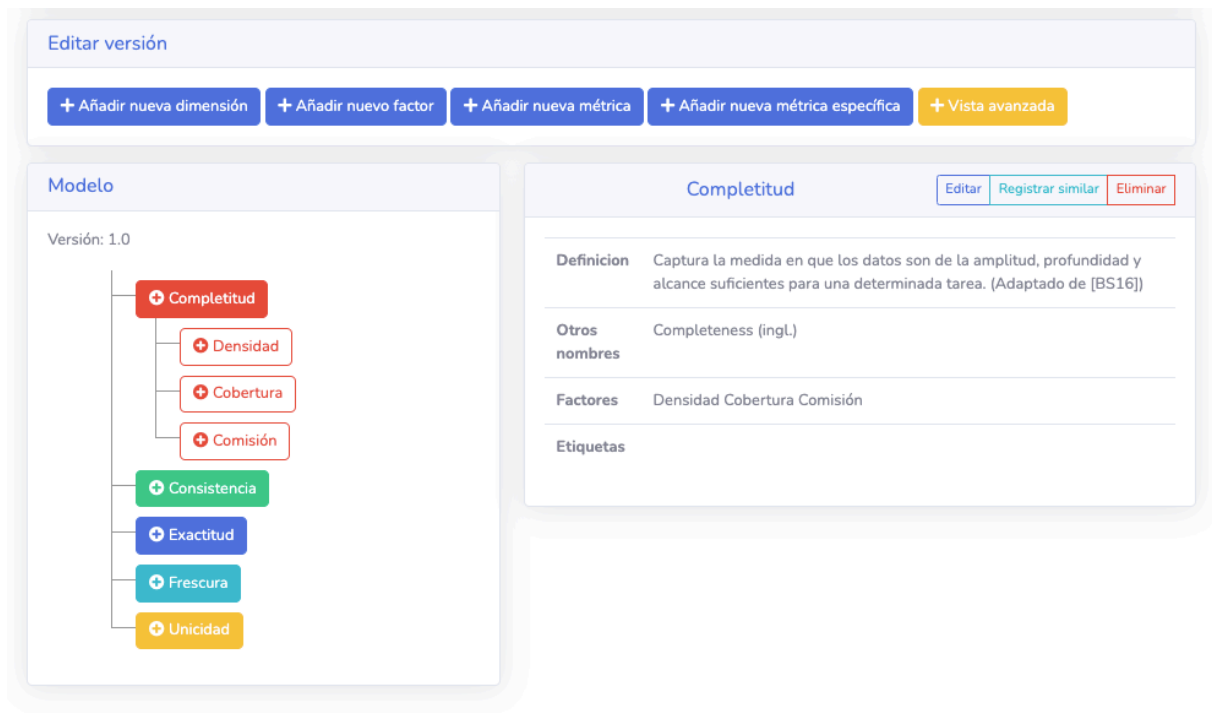 Editar versión
Añadir nueva dimensión Añadir nuevo factor Añadir nueva métrica Añadir nueva métrica específica Vista avanzada
Modelo
Versión: 1.0
Completitud
Densidad
Cobertura
Comisión
Consistencia
Exactitud
Frescura
Unicidad
Completitud Editar Registrar similar Eliminar
Definicion Captura la medida en que los datos son de la amplitud, profundidad y
alcance suficientes para una determinada tarea. (Adaptado de [BS16])
Otros Completeness (ingl.)
nombres
Factores Densidad Cobertura Comisión
Etiquetas